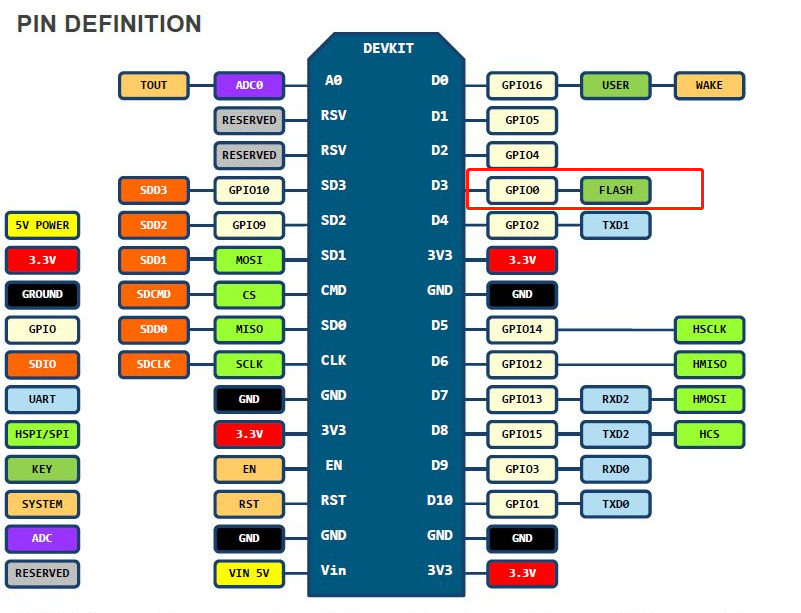 PIN DEFINITION
DEVKIT
TOUT ADC0 A0 D0 GPIO16 USER WAKE
RESERVED RSV D1 GPIO5
RESERVED RSV D2 GPIO4
SDD3 GPIO10 SD3 D3 GPIO0 FLASH
5V POWER SDD2 GPIO9 SD2 D4 GPIO2 TXD1
3.3V SDD1 MOSI SD1 3V3 3.3V
GROUND SDCMD CS CMD GND GND
GPIO SDD0 MISO SD0 D5 GPIO14 HSCLK
SDIO SDCLK SCLK CLK D6 GPIO12 HMISO
UART GND GND D7 GPIO13 RXD2 HMOSI
HSPI/SPI 3.3V 3V3 D8 GPIO15 TXD2 HCS
KEY EN EN D9 GPIO3 RXD0
SYSTEM RST RST D10 GPIO1 TXD0
ADC GND GND GND GND
RESERVED VIN 5V Vin 3V3 3.3V